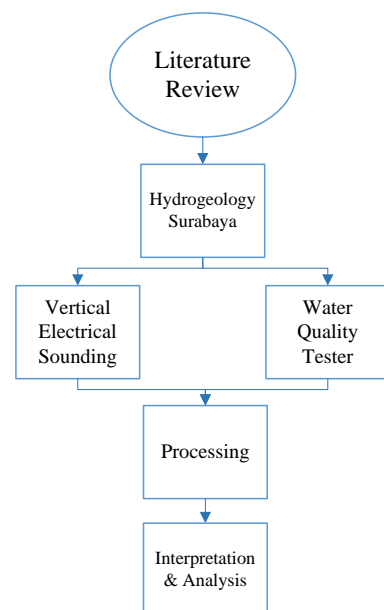 Literature
Review
Hydrogeology
Surabaya
Vertical
Electrical
Sounding
Water
Quality
Tester
Processing
Interpretation
& Analysis